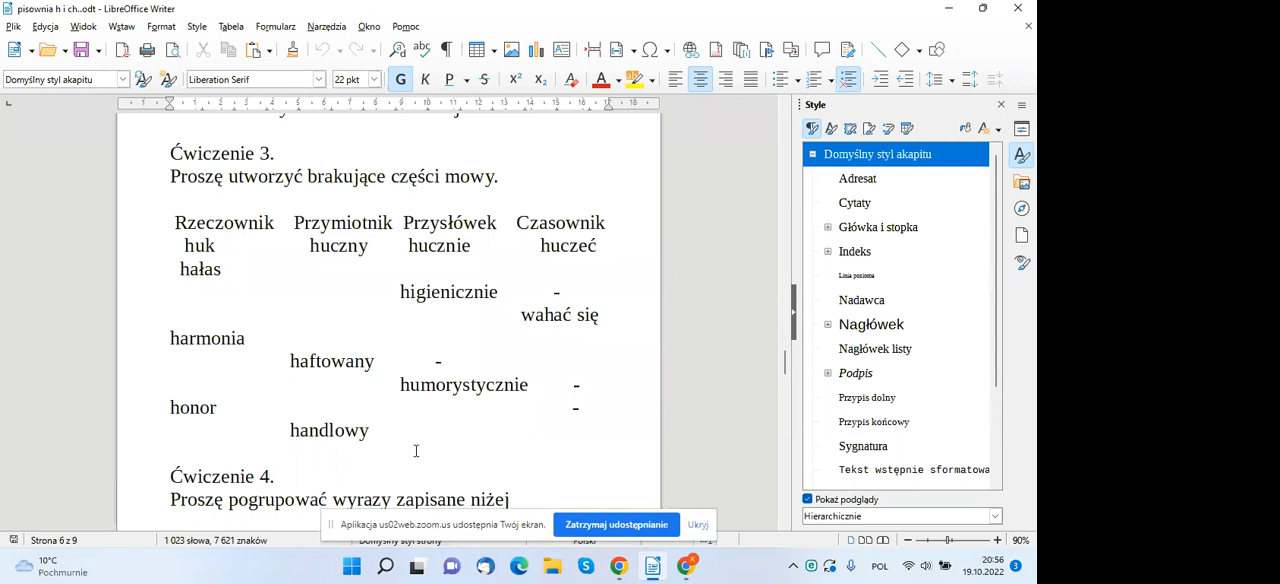 pisownia h i ch..odt - LibreOffice Writer
Plik Edycja Widok Wstaw Format Style Tabela Formularz Narzędzia Okno Pomoc
Domyślny styl akapitu Liberation Serif 22 pkt G K P S X² X₂
Ćwiczenie 3.
Proszę utworzyć brakujące części mowy.
Rzeczownik Przymiotnik Przysłówek Czasownik
huk huczny hucznie huczeć
hałas
higienicznie -
wahać się
harmonia
haftowany -
humorystycznie -
honor -
handlowy
Ćwiczenie 4.
Proszę pogrupować wyrazy zapisane niżej
Style
Domyślny styl akapitu
Adresat
Cytaty
Główka i stopka
Indeks
Linia pozioma
Nadawca
Nagłówek
Nagłówek listy
Podpis
Przypis dolny
Przypis końcowy
Sygnatura
Tekst wstępnie sformatowa
Pokaż podglądy
Hierarchicznie
Aplikacja us02web.zoom.us udostępnia Twój ekran. Zatrzymaj udostępnianie Ukryj
Strona 6 z 9 1 023 słowa, 7 621 znaków Domyślny styl strony Polski 90%
10°C
Pochmurnie
POL
20:56
19.10.2022
3